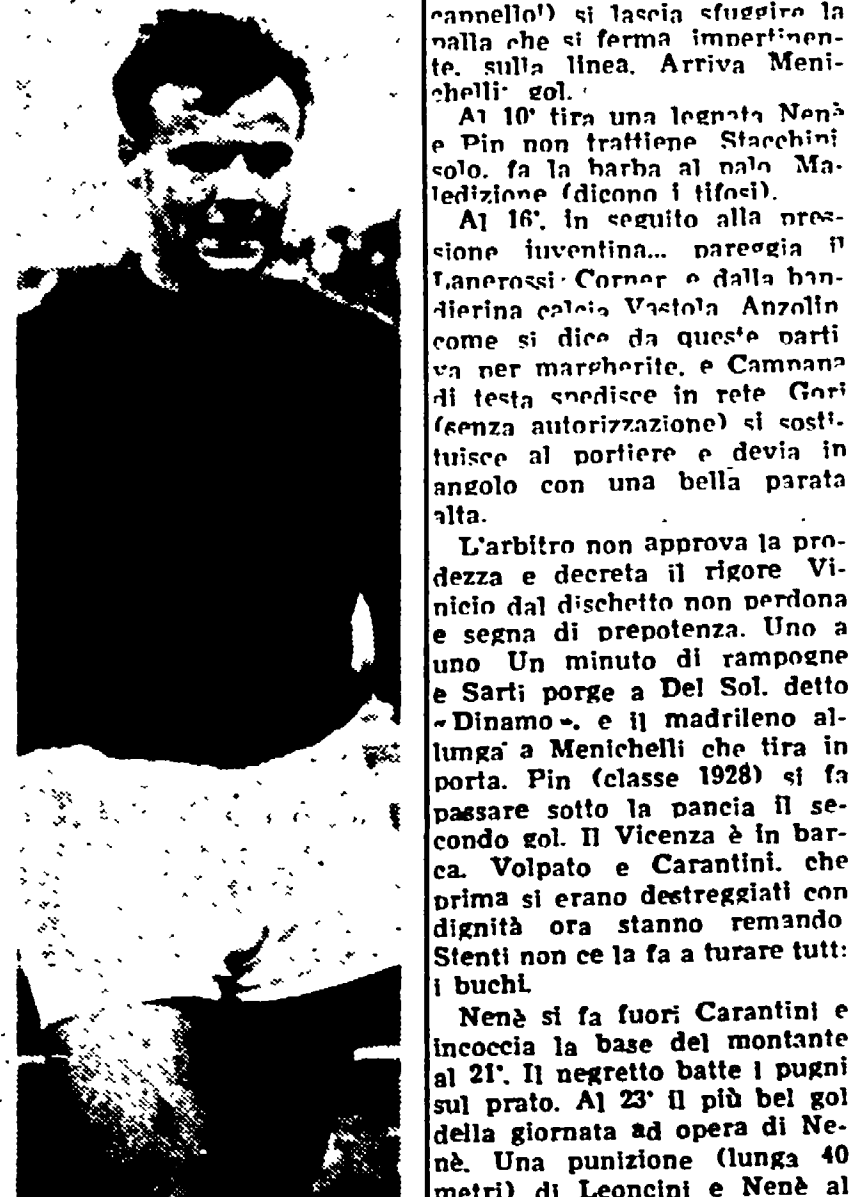 cannello!) si lascia sfuggire la
palla che si ferma impertinen-
te. sulla linea. Arriva Meni-
chelli: gol.
Al 10' tira una legnata Nenè
e Pin non trattiene Stacchini
solo. fa la barba al palo Ma-
ledizione (dicono i tifosi).
Al 16'. in seguito alla pres-
sione juventina... pareggia il
Lanerossi. Corner e dalla ban-
dierina calcia Vastola Anzolin
come si dice da queste parti
va per margherite. e Campana
di testa spedisce in rete Gori
(senza autorizzazione) si sosti-
tuisce al portiere e devia in
angolo con una bella parata
alta.
L'arbitro non approva la pro-
dezza e decreta il rigore Vi-
nicio dal dischetto non perdona
e segna di prepotenza. Uno a
uno Un minuto di rampogne
e Sarti porge a Del Sol. detto
«Dinamo». e il madrileno al-
lunga a Menichelli che tira in
porta. Pin (classe 1928) si fa
passare sotto la pancia il se-
condo gol. Il Vicenza è in bar-
ca. Volpato e Carantini. che
prima si erano destreggiati con
dignità ora stanno remando
Stenti non ce la fa a turare tutti
i buchi.
Nenè si fa fuori Carantini e
incoccia la base del montante
al 21'. Il negretto batte i pugni
sul prato. Al 23' il più bel gol
della giornata ad opera di Ne-
nè. Una punizione (lunga 40
metri) di Leoncini e Nenè al